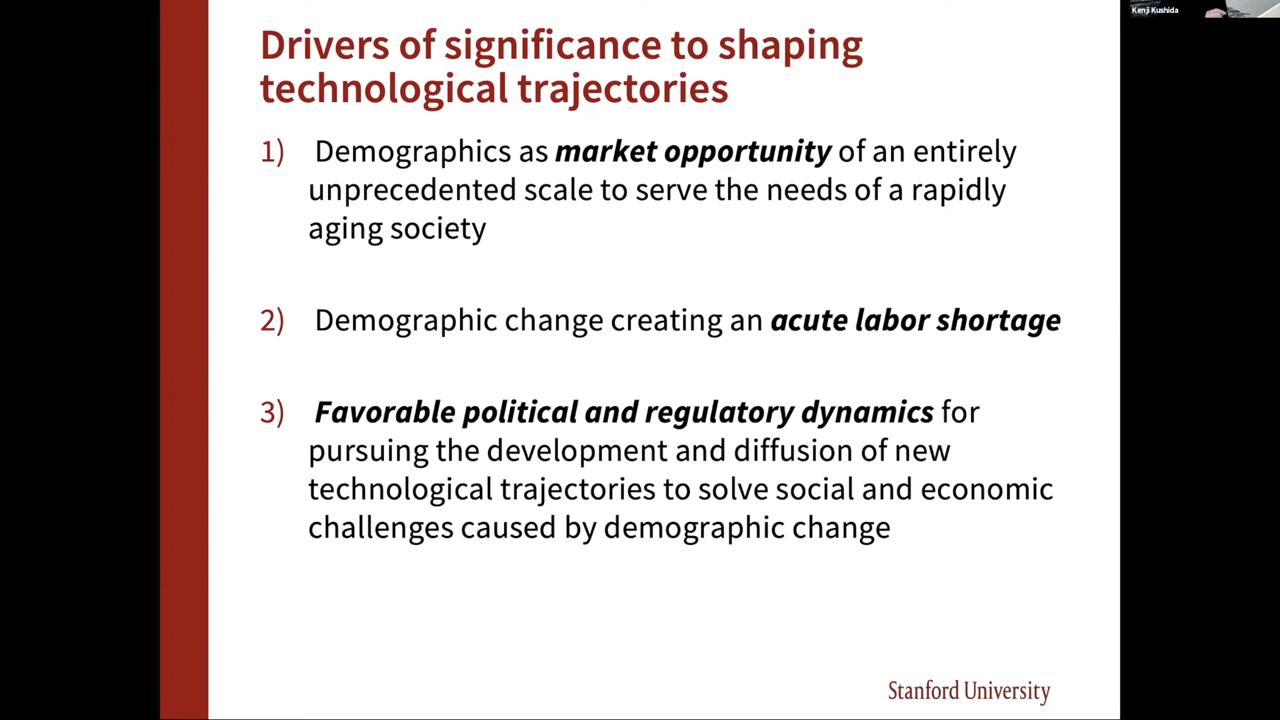 Kenji Kushida
Drivers of significance to shaping
technological trajectories
1) Demographics as market opportunity of an entirely
unprecedented scale to serve the needs of a rapidly
aging society
2) Demographic change creating an acute labor shortage
3) Favorable political and regulatory dynamics for
pursuing the development and diffusion of new
technological trajectories to solve social and economic
challenges caused by demographic change
Stanford University